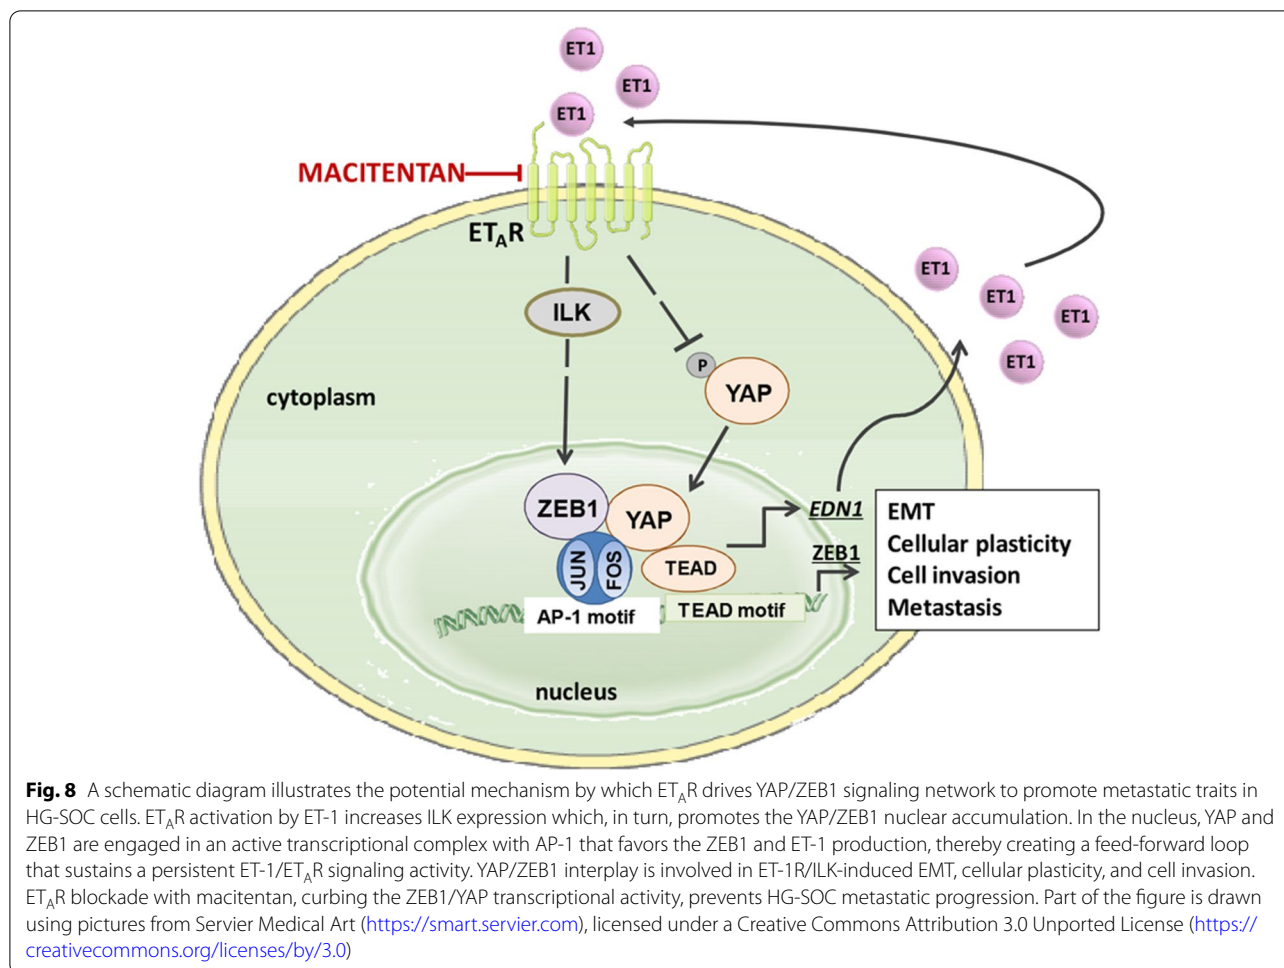 ET1
ET1
ET1
MACITENTAN
ET_AR
ET1
ET1
ET1
ET1
ILK
P
YAP
cytoplasm
ZEB1
YAP
EDN1
EMT
Cellular plasticity
Cell invasion
Metastasis
ZEB1
JUN
FOS
TEAD
AP-1 motif
TEAD motif
nucleus
Fig. 8 A schematic diagram illustrates the potential mechanism by which ET_AR drives YAP/ZEB1 signaling network to promote metastatic traits in
HG-SOC cells. ET_AR activation by ET-1 increases ILK expression which, in turn, promotes the YAP/ZEB1 nuclear accumulation. In the nucleus, YAP and
ZEB1 are engaged in an active transcriptional complex with AP-1 that favors the ZEB1 and ET-1 production, thereby creating a feed-forward loop
that sustains a persistent ET-1/ET_AR signaling activity. YAP/ZEB1 interplay is involved in ET-1R/ILK-induced EMT, cellular plasticity, and cell invasion.
ET_AR blockade with macitentan, curbing the ZEB1/YAP transcriptional activity, prevents HG-SOC metastatic progression. Part of the figure is drawn
using pictures from Servier Medical Art (https://smart.servier.com), licensed under a Creative Commons Attribution 3.0 Unported License (https://
creativecommons.org/licenses/by/3.0)